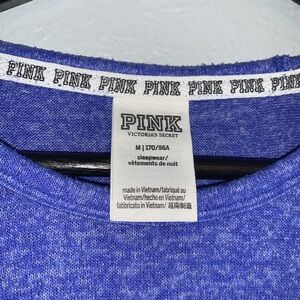 PINK PINK PINK PINK PINK PINK PINK
PINK
VICTORIA'S SECRET
M | 170/96A
sleepwear/
vêtements de nuit
made in Vietnam/fabriqué au
Vietnam/hecho en Vietnam/
fabbricato in Vietnam/ 越南制造